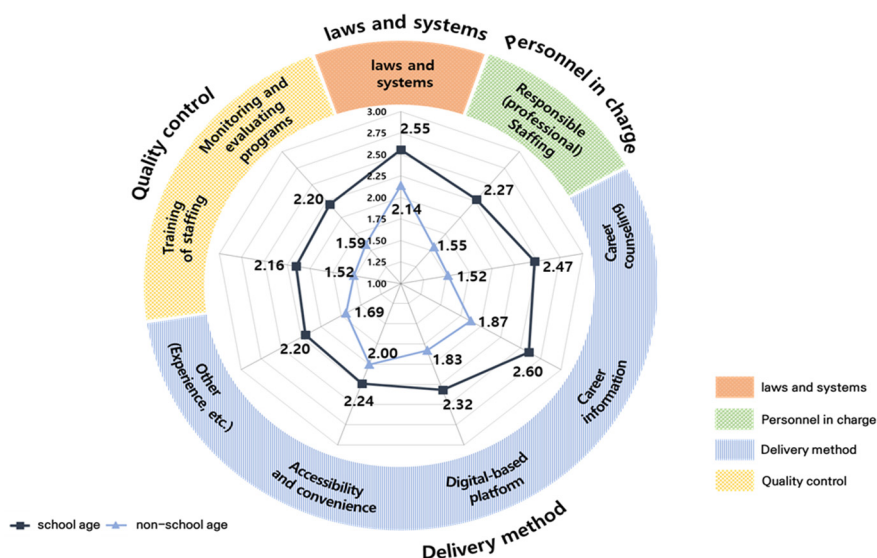 laws and systems
Personnel in charge
Quality control
Delivery method
laws and
systems
Responsible
(professional)
Staffing
Career
counseling
Career
information
Digital-based
platform
Accessibility
and convenience
Other
(Experience, etc.)
Training
of staffing
Monitoring and
evaluating
programs
3.00
2.75
2.50
2.25
2.00
1.75
1.50
1.25
1.00
2.55
2.27
2.47
2.60
2.32
2.24
2.20
2.16
2.20
2.14
1.55
1.52
1.87
1.83
2.00
1.69
1.52
1.59
laws and systems
Personnel in charge
Delivery method
Quality control
school age
non-school age